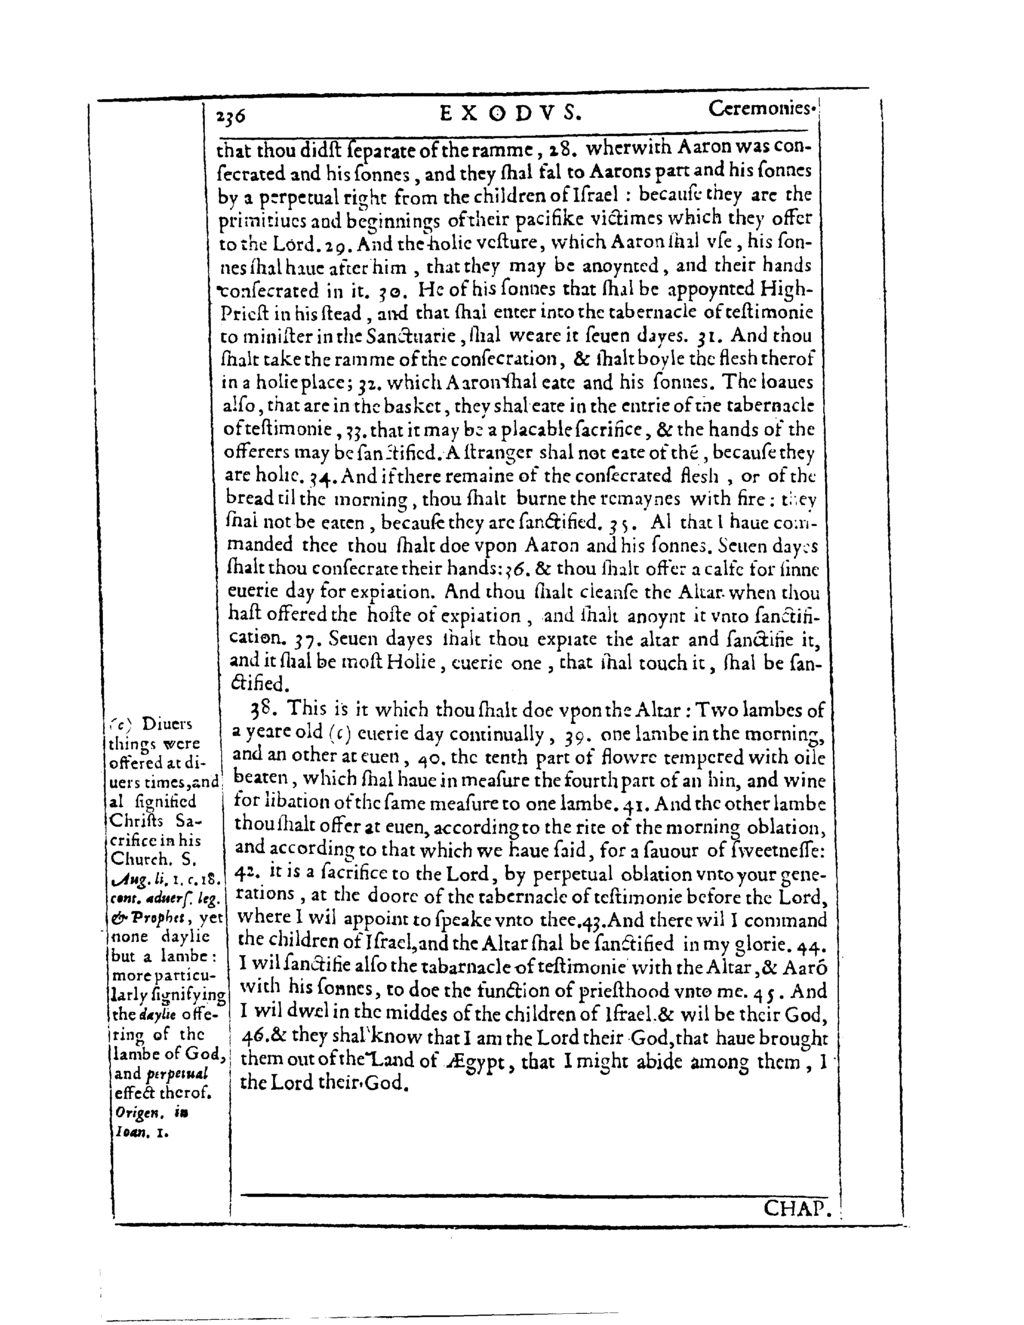 236 EXODVS. Ceremonies.
that thou didſt ſeparate of the ramme, 28. wherwith Aaron was con-
ſecrated and his ſonnes, and they ſhal fal to Aarons part and his ſonnes
by a perpetual right from the children of Iſrael : becauſe they are the
primitiues and beginnings of their pacifike victimes which they offer
to the Lord. 29. And the holie veſture, which Aaron ſhal vſe, his ſon-
nes ſhal haue after him, that they may be anoynted, and their hands
conſecrated in it. 30. He of his ſonnes that ſhal be appoynted High-
Prieſt in his ſtead, and that ſhal enter into the tabernacle of teſtimonie
to miniſter in the Sanctuarie, ſhal weare it ſeuen dayes. 31. And thou
ſhalt take the ramme of the conſecration, & ſhalt boyle the flesh therof
in a holie place; 32. which Aaron ſhal eate and his ſonnes. The loaues
alſo, that are in the basket, they shal eate in the entrie of the tabernacle
of teſtimonie, 33. that it may be a placable ſacrifice, & the hands of the
offerers may be ſanctified. A ſtranger shal not eate of thē, becauſe they
are holie. 34. And if there remaine of the conſecrated flesh, or of the
bread til the morning, thou ſhalt burne the remaynes with fire: they
ſhal not be eaten, becauſe they are ſanctified. 35. Al that I haue com-
manded thee thou ſhalt doe vpon Aaron and his ſonnes. Seuen dayes
ſhalt thou conſecrate their hands: 36. & thou ſhalt offer a calfe for ſinne
euerie day for expiation. And thou ſhalt cleanſe the Altar when thou
haſt offered the hoſte of expiation, and ſhalt anoynt it vnto ſanctifi-
cation. 37. Seuen dayes ſhalt thou expiate the altar and ſanctifie it,
and it ſhal be moſt Holie, euerie one, that ſhal touch it, ſhal be ſan-
ctified.
38. This is it which thou ſhalt doe vpon the Altar: Two lambes of
a yeare old (c) euerie day continually, 39. one lambe in the morning,
and an other at euen, 40. the tenth part of flowre tempered with oile
beaten, which ſhal haue in meaſure the fourth part of an hin, and wine
for libation of the ſame meaſure to one lambe. 41. And the other lambe
thou ſhalt offer at euen, according to the rite of the morning oblation,
and according to that which we haue ſaid, for a ſauour of ſweetneſſe:
42. it is a ſacrifice to the Lord, by perpetual oblation vnto your gene-
rations, at the doore of the tabernacle of teſtimonie before the Lord,
where I wil appoint to ſpeake vnto thee. 43. And there wil I command
the children of Iſrael, and the Altar ſhal be ſanctified in my glorie. 44.
I wil ſanctifie alſo the tabarnacle of teſtimonie with the Altar, & Aarō
with his ſonnes, to doe the function of prieſthood vnto me. 45. And
I wil dwel in the middes of the children of Iſrael, & wil be their God,
46. & they shal know that I am the Lord their God, that haue brought
them out of the Land of Ægypt, that I might abide among them, I
the Lord their God.
(c) Diuers
things were
offered at di-
uers times, and
al ſignified
Chriſts Sa-
crifice in his
Church. S.
Aug. li. 1. c. 18.
cont. aduerſ. leg.
& Prophet, yet
none daylie
but a lambe:
more particu-
larly ſignifying
the daylie offe-
ring of the
lambe of God,
and perpetual
effect therof.
Origen. in
Ioan. 1.
CHAP.